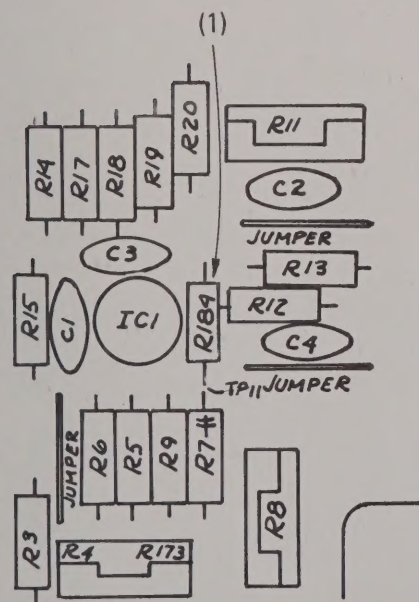 (1)
R14
R17
R18
R19
R20
R11
C2
JUMPER
C3
R13
R15
C1
IC1
R184
R12
C4
TP11
JUMPER
JUMPER
R6
R5
R9
R7#
R3
R4
R173
R8